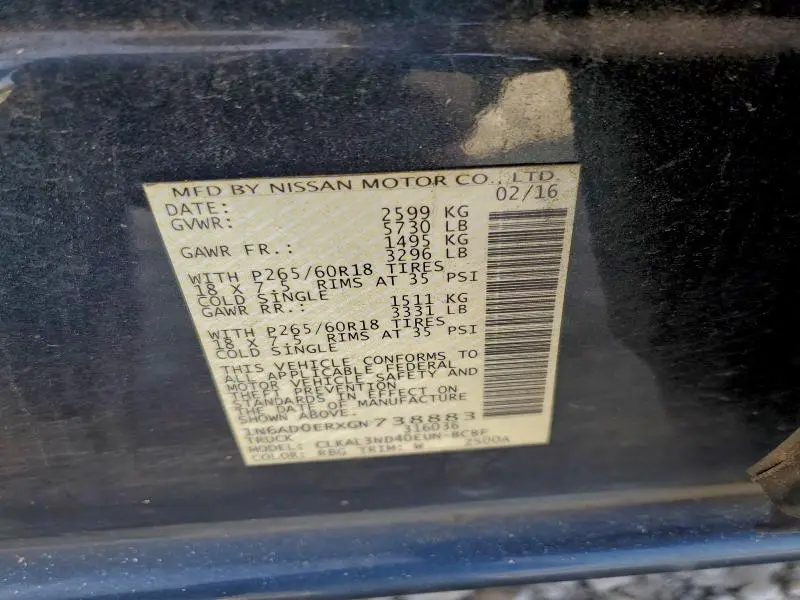 MFD BY NISSAN MOTOR CO., LTD.
DATE: 02/16
GVWR: 2599 KG
5730 LB
GAWR FR.: 1495 KG
3296 LB
WITH P265/60R18 TIRES
18 X 7.5 RIMS AT 35 PSI
COLD SINGLE
GAWR RR.: 1511 KG
3331 LB
WITH P265/60R18 TIRES
18 X 7.5 RIMS AT 35 PSI
COLD SINGLE
THIS VEHICLE CONFORMS TO
ALL APPLICABLE FEDERAL
MOTOR VEHICLE SAFETY AND
THEFT PREVENTION
STANDARDS IN EFFECT ON
THE DATE OF MANUFACTURE
SHOWN ABOVE.
1N6AD0ERXGN738883
TRUCK 316036
MODEL: CLKAL3ND40EUN-BCBP
COLOR: RBG TRIM: W 2500A